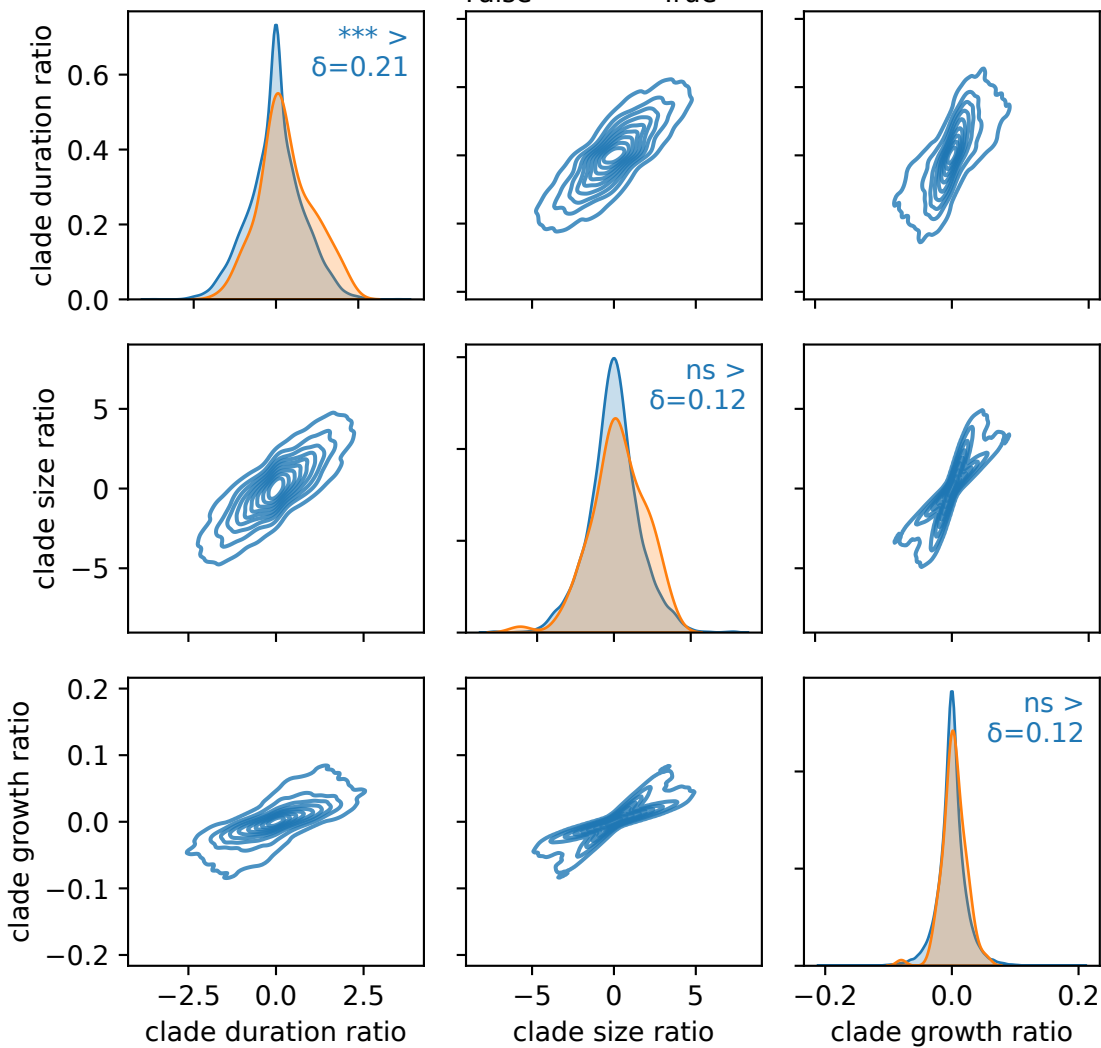 False True
clade duration ratio
0.6
0.4
0.2
0.0
*** >
δ=0.21
clade size ratio
5
0
−5
ns >
δ=0.12
clade growth ratio
0.2
0.1
0.0
−0.1
−0.2
ns >
δ=0.12
−2.5 0.0 2.5
−5 0 5
−0.2 0.0 0.2
clade duration ratio
clade size ratio
clade growth ratio